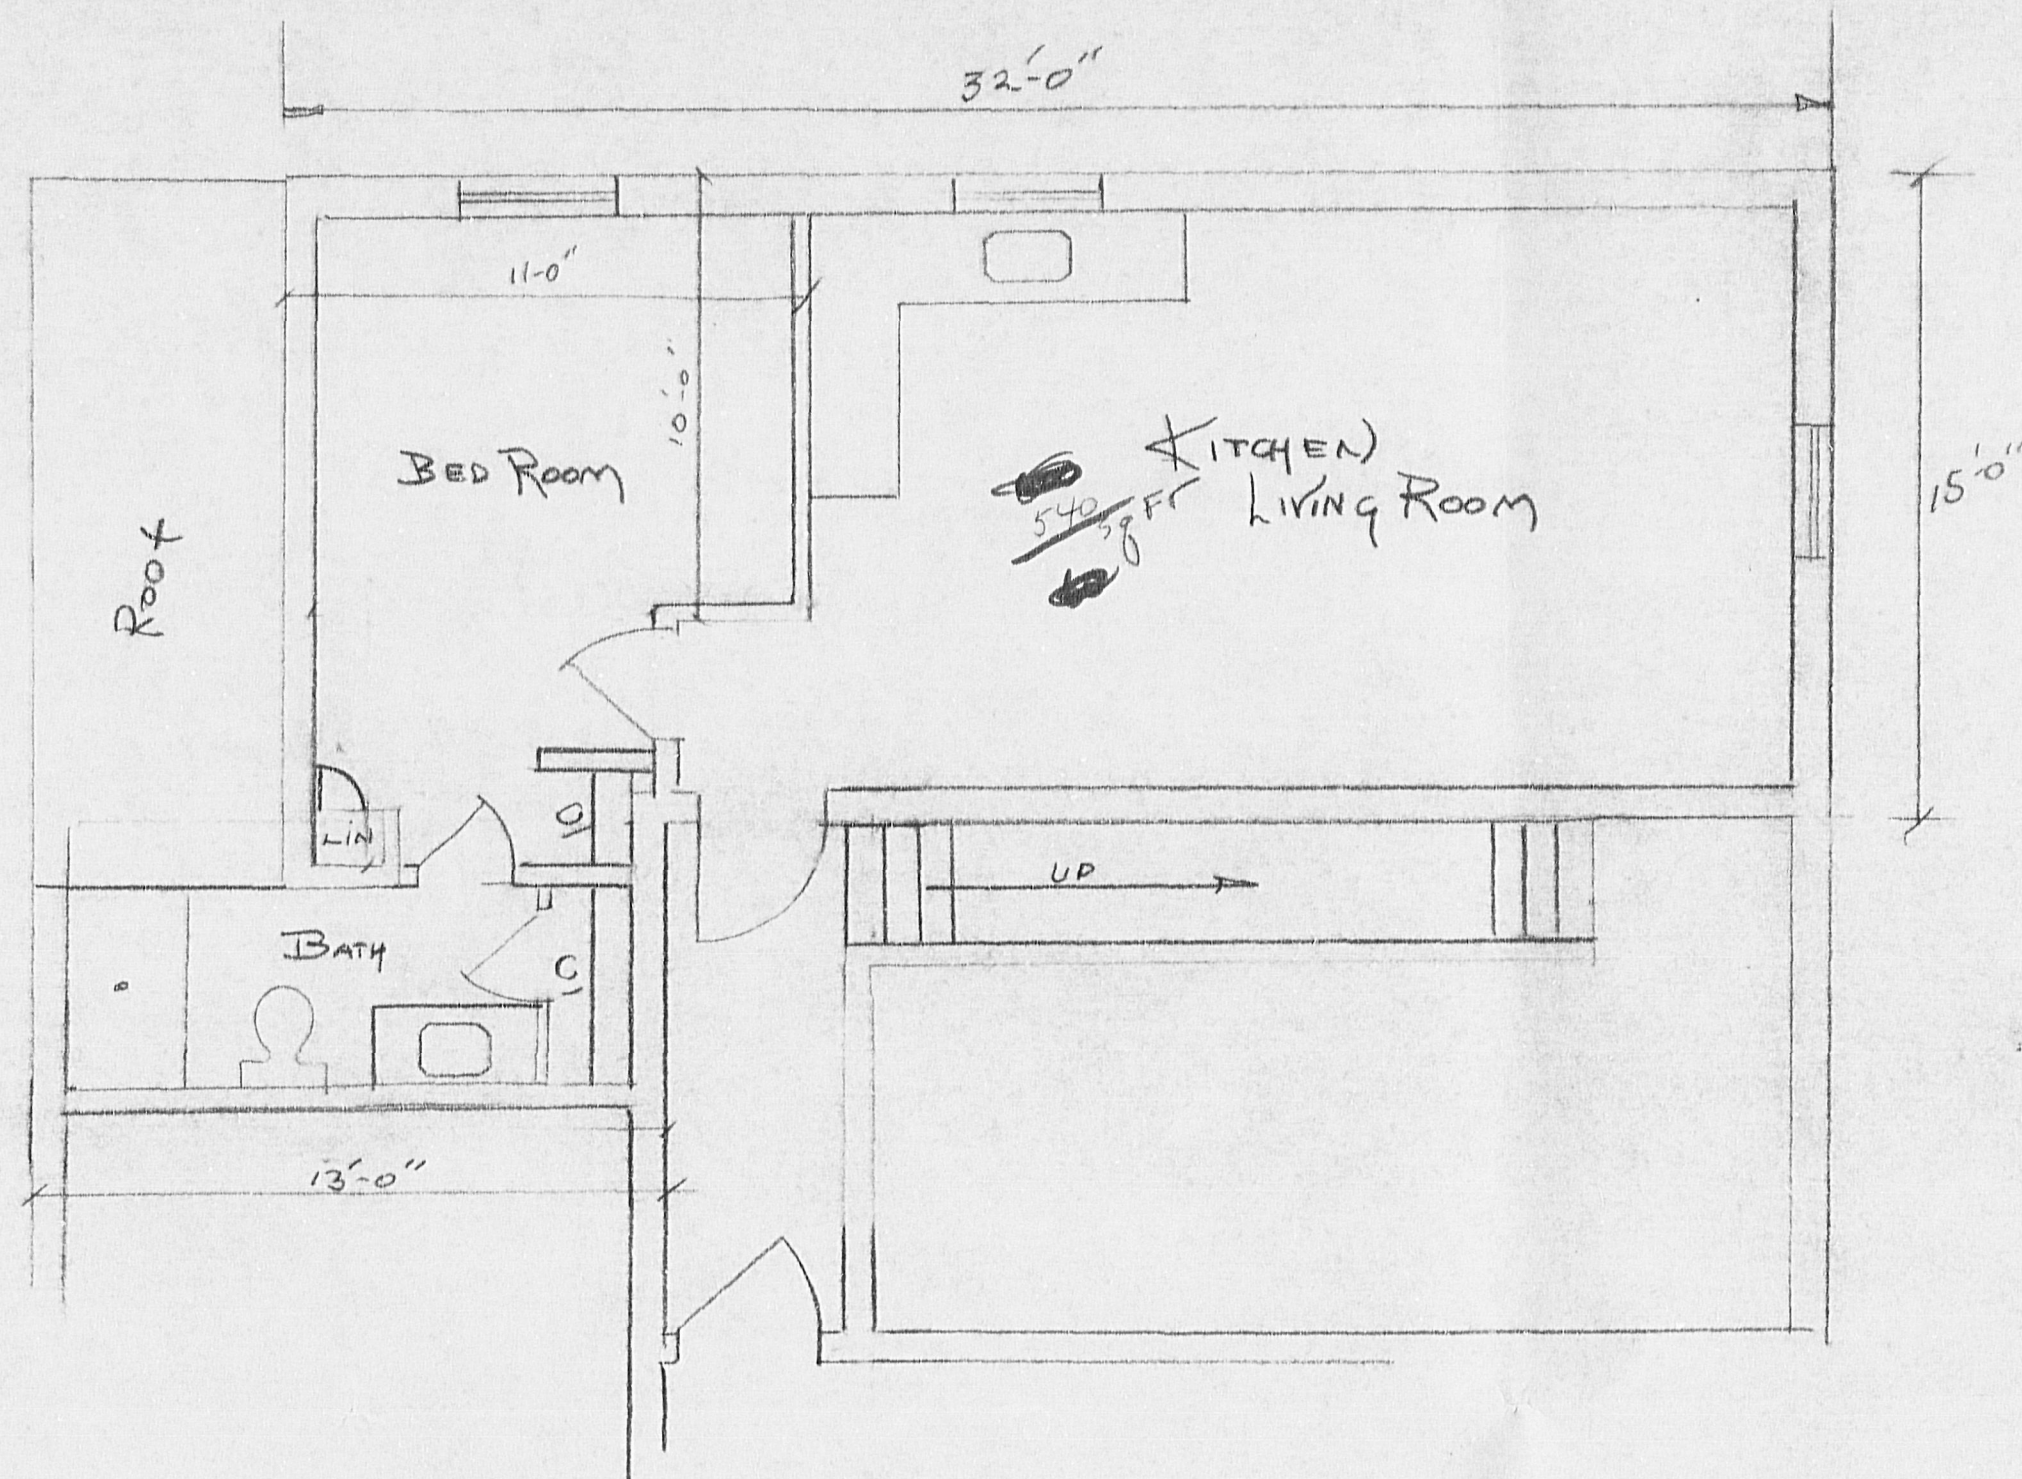 32'-0"
11'-0"
10'-0"
BED ROOM
KITCHEN
LIVING ROOM
540 sq FT
15'-0"
ROOF
LIN
C
UP
BATH
C
13'-0"